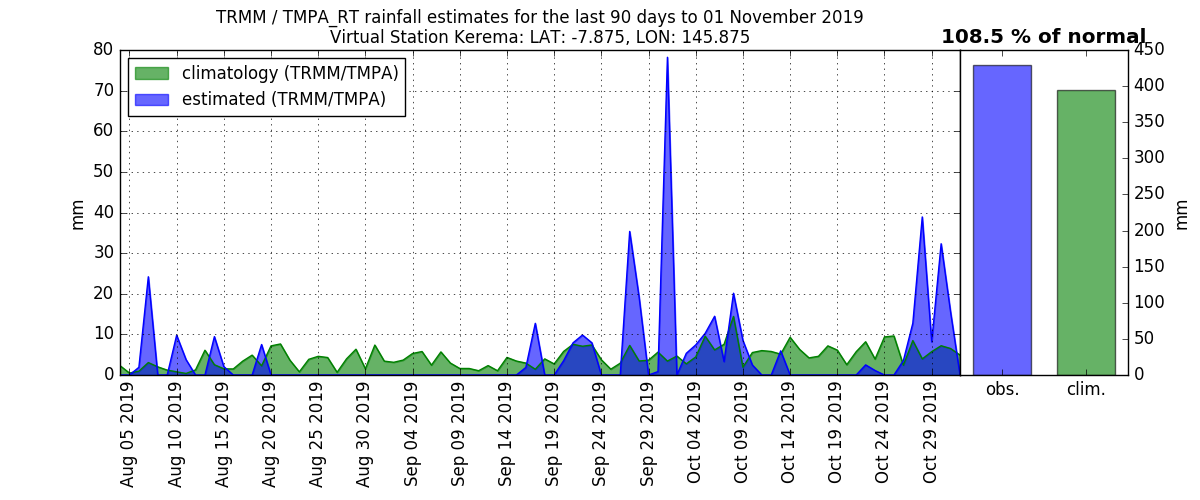 TRMM / TMPA_RT rainfall estimates for the last 90 days to 01 November 2019
Virtual Station Kerema: LAT: -7.875, LON: 145.875
108.5 % of normal
climatology (TRMM/TMPA)
estimated (TRMM/TMPA)
80
70
60
50
40
30
20
10
0
mm
Aug 05 2019
Aug 10 2019
Aug 15 2019
Aug 20 2019
Aug 25 2019
Aug 30 2019
Sep 04 2019
Sep 09 2019
Sep 14 2019
Sep 19 2019
Sep 24 2019
Sep 29 2019
Oct 04 2019
Oct 09 2019
Oct 14 2019
Oct 19 2019
Oct 24 2019
Oct 29 2019
obs.
clim.
450
400
350
300
250
200
150
100
50
0
mm